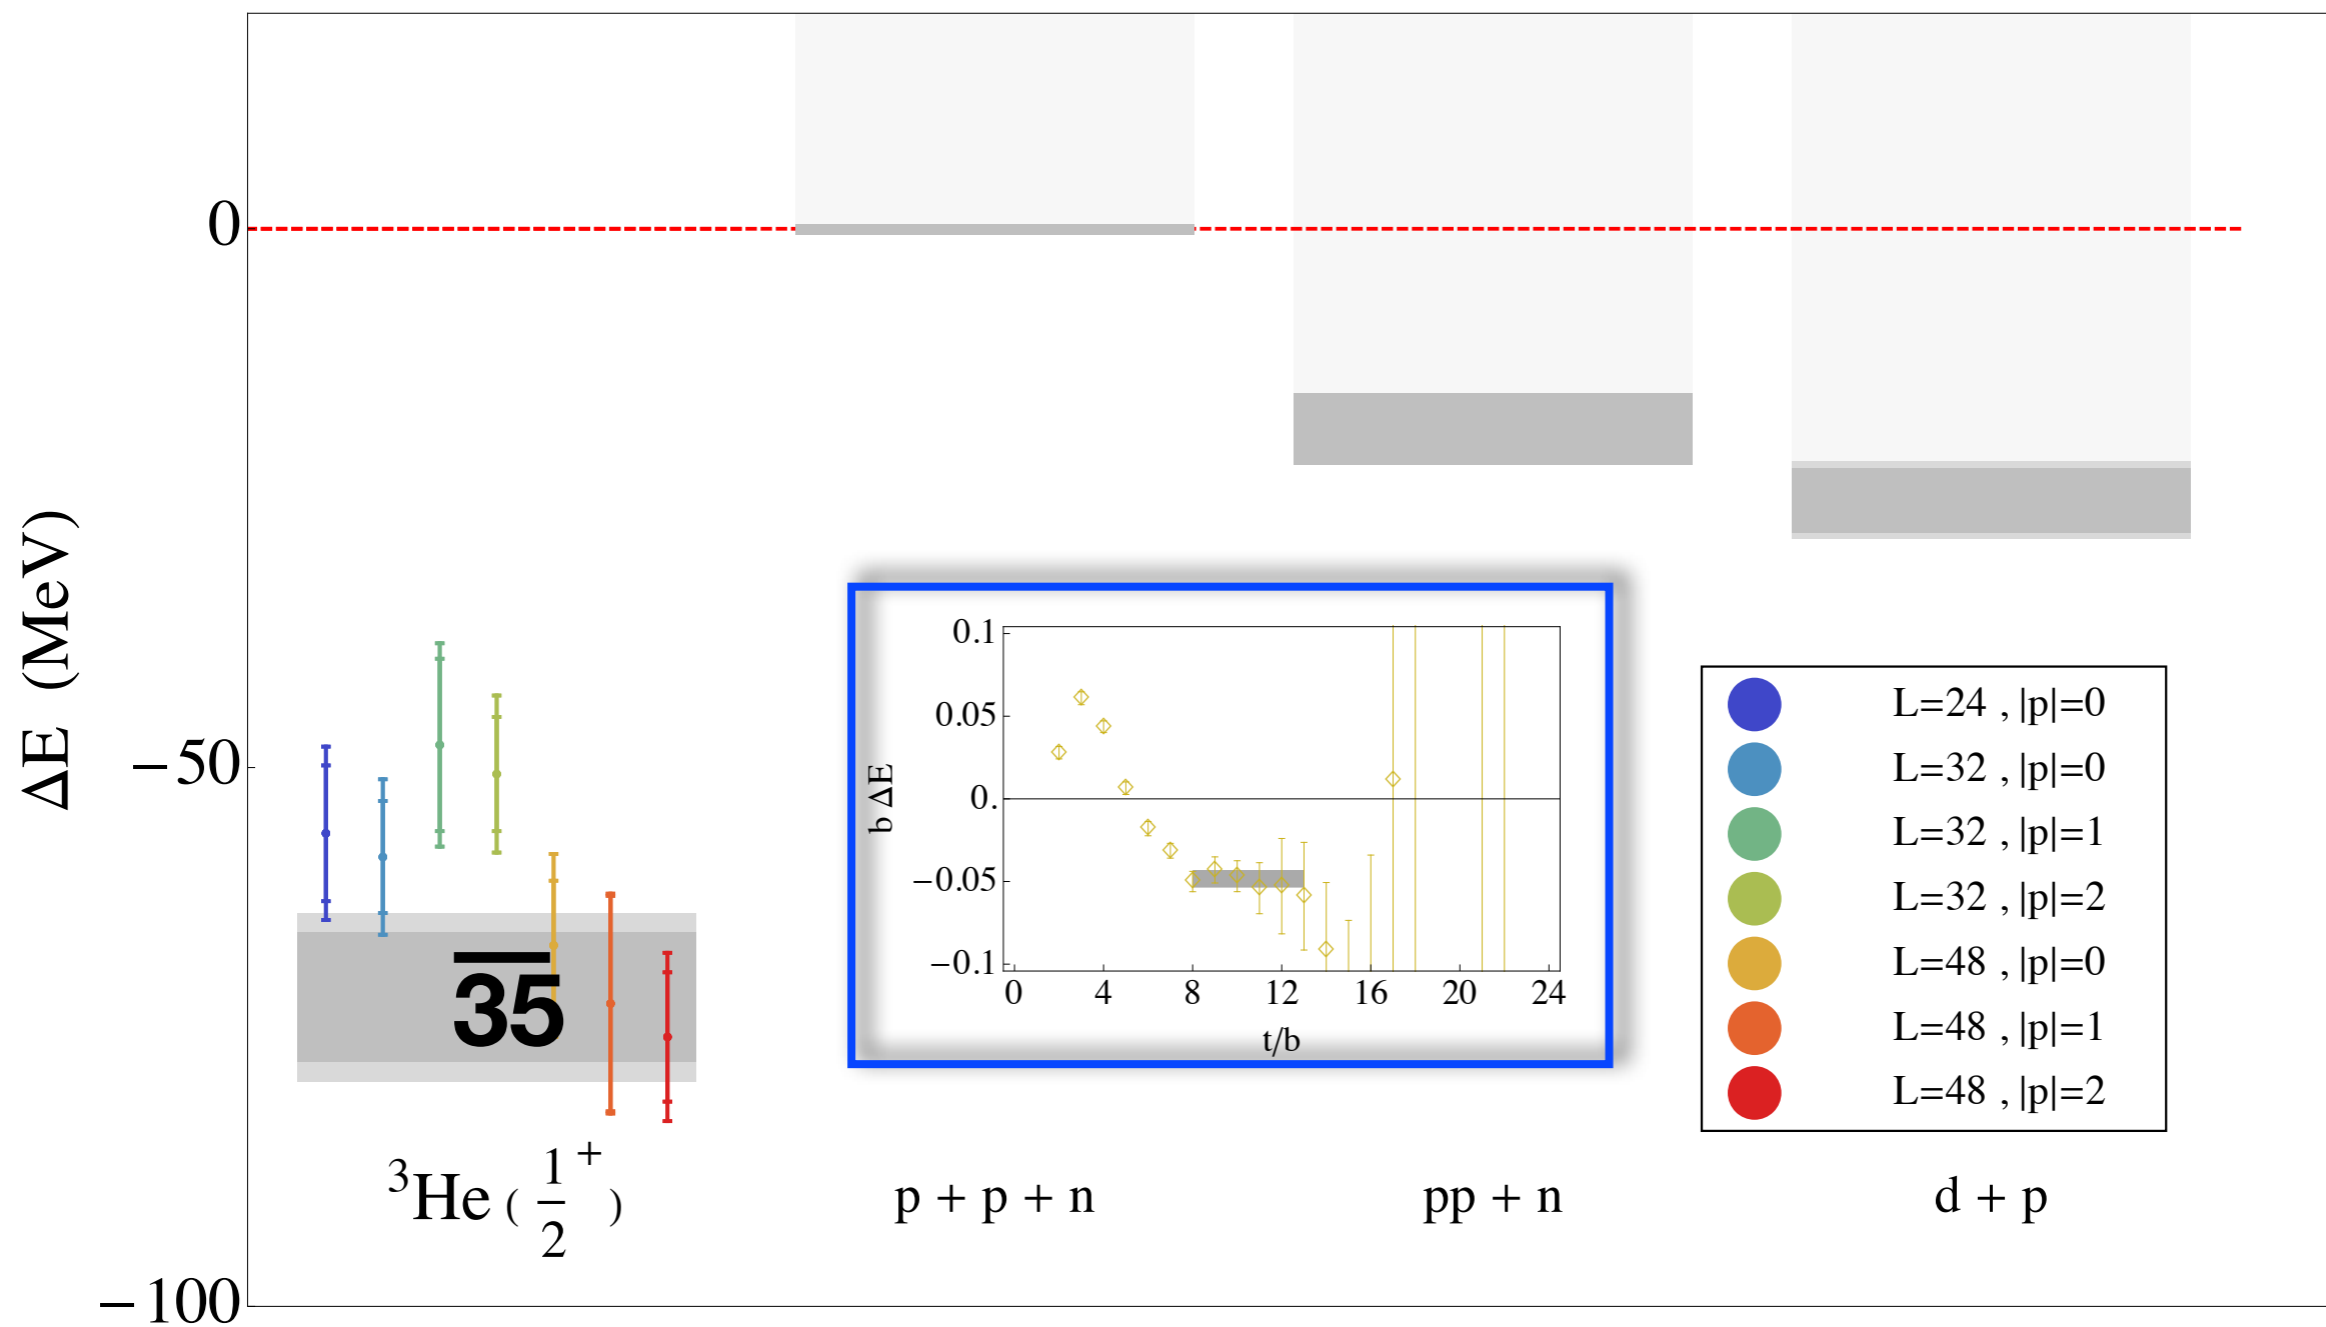 0
−50
−100
ΔE (MeV)
0.1
0.05
0.
−0.05
−0.1
b ΔE
0 4 8 12 16 20 24
t/b
L=24 , |p|=0
L=32 , |p|=0
L=32 , |p|=1
L=32 , |p|=2
L=48 , |p|=0
L=48 , |p|=1
L=48 , |p|=2
3̅5̅
³He ( 1/2 ⁺ )
p + p + n
pp + n
d + p